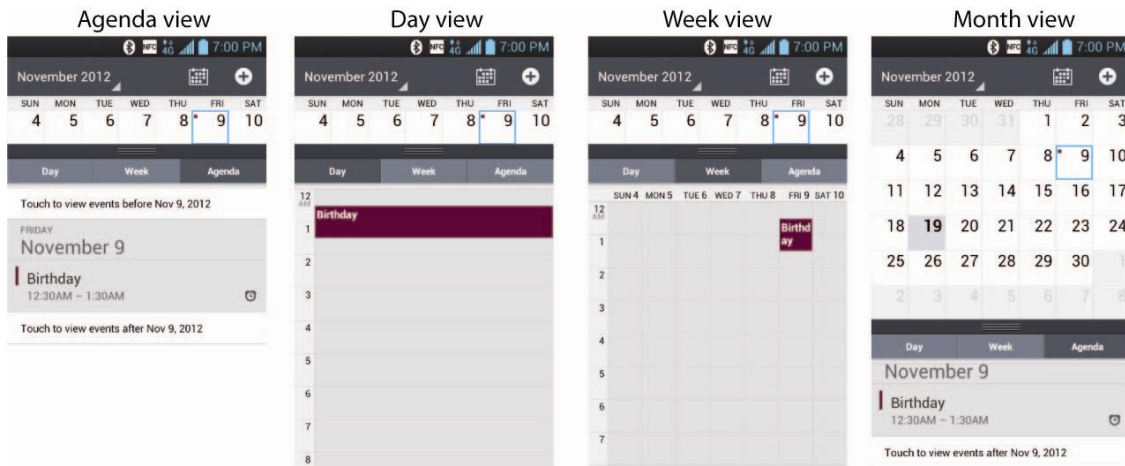 Agenda view
NFC 4G 7:00 PM
November 2012
SUN MON TUE WED THU FRI SAT
4 5 6 7 8 9 10
Day Week Agenda
Touch to view events before Nov 9, 2012
FRIDAY
November 9
Birthday
12:30AM – 1:30AM
Touch to view events after Nov 9, 2012
Day view
NFC 4G 7:00 PM
November 2012
SUN MON TUE WED THU FRI SAT
4 5 6 7 8 9 10
Day Week Agenda
12
AM
Birthday
1
2
3
4
5
6
7
8
Week view
NFC 4G 7:00 PM
November 2012
SUN MON TUE WED THU FRI SAT
4 5 6 7 8 9 10
Day Week Agenda
SUN 4 MON 5 TUE 6 WED 7 THU 8 FRI 9 SAT 10
12
AM
Birthd
ay
1
2
3
4
5
6
7
Month view
NFC 4G 7:00 PM
November 2012
SUN MON TUE WED THU FRI SAT
28 29 30 31 1 2 3
4 5 6 7 8 9 10
11 12 13 14 15 16 17
18 19 20 21 22 23 24
25 26 27 28 29 30 1
2 3 4 5 6 7 8
Day Week Agenda
November 9
Birthday
12:30AM – 1:30AM
Touch to view events after Nov 9, 2012